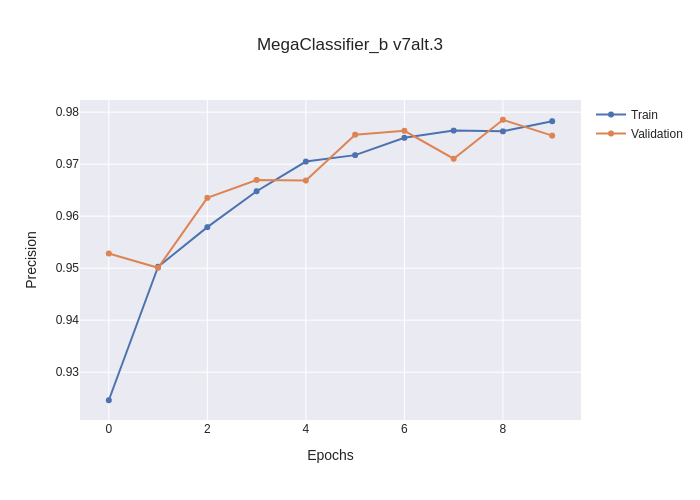 MegaClassifier_b v7alt.3
Train
Validation
0.98
0.97
0.96
0.95
0.94
0.93
Precision
0 2 4 6 8
Epochs